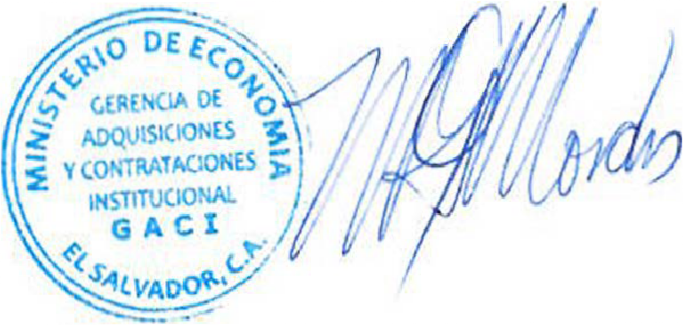 MINISTERIO DE ECONOMIA
GERENCIA DE
ADQUISICIONES
Y CONTRATACIONES
INSTITUCIONAL
GACI
EL SALVADOR, C.A.